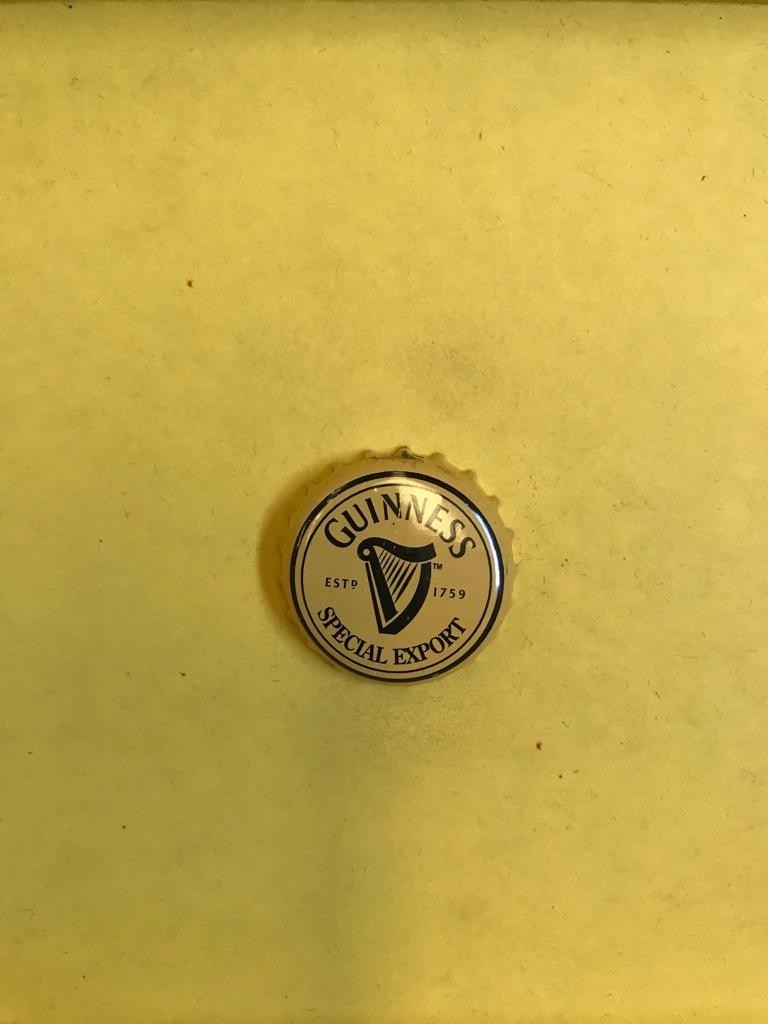 GUINNESS
TM
ESTD 1759
SPECIAL EXPORT